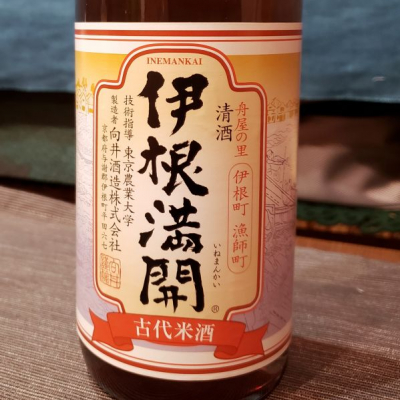 INEMANKAI
舟屋の里
伊根町 漁師町
清酒
伊根満開
いねまんかい
®
技術指導 東京農業大学
製造者 向井酒造株式会社
京都府与謝郡伊根町平田六七
古代米酒